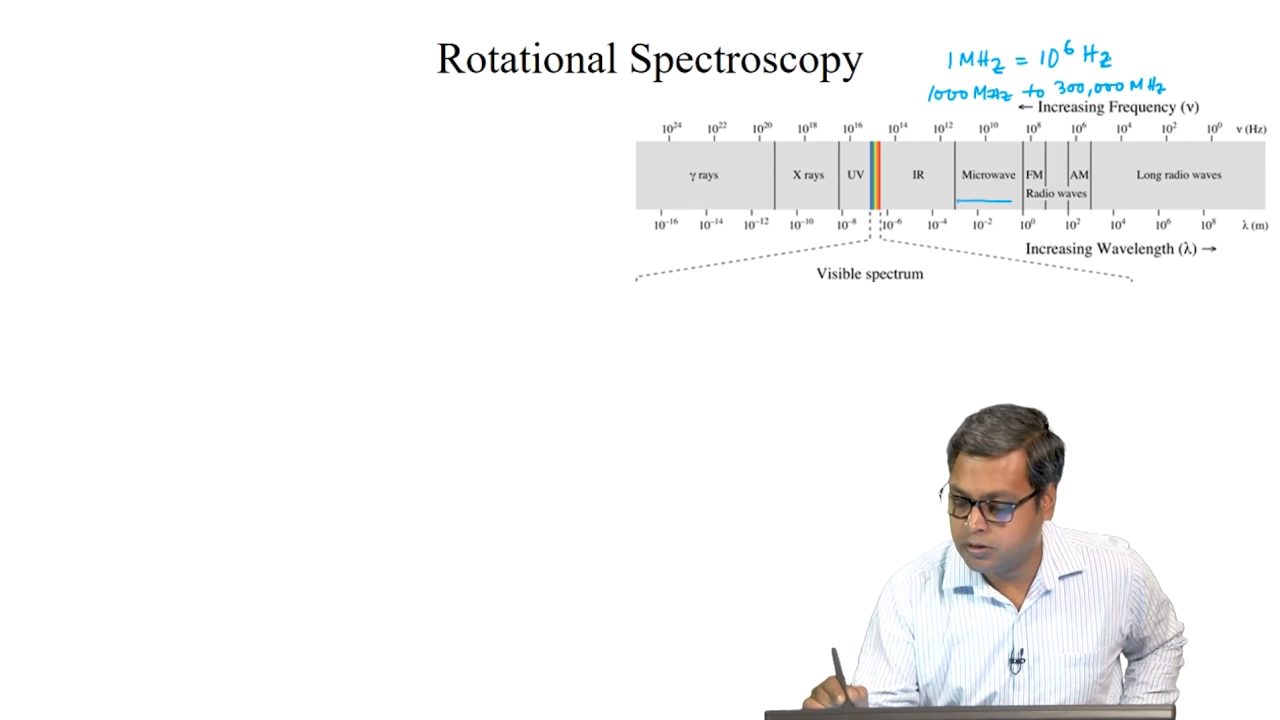 Rotational Spectroscopy
1 MHz = 10⁶ Hz
1000 MHz to 300,000 MHz
← Increasing Frequency (ν)
10²⁴ 10²² 10²⁰ 10¹⁸ 10¹⁶ 10¹⁴ 10¹² 10¹⁰ 10⁸ 10⁶ 10⁴ 10² 10⁰ ν (Hz)
γ rays X rays UV IR Microwave FM AM Long radio waves
Radio waves
10⁻¹⁶ 10⁻¹⁴ 10⁻¹² 10⁻¹⁰ 10⁻⁸ 10⁻⁶ 10⁻⁴ 10⁻² 10⁰ 10² 10⁴ 10⁶ 10⁸ λ (m)
Increasing Wavelength (λ) →
Visible spectrum